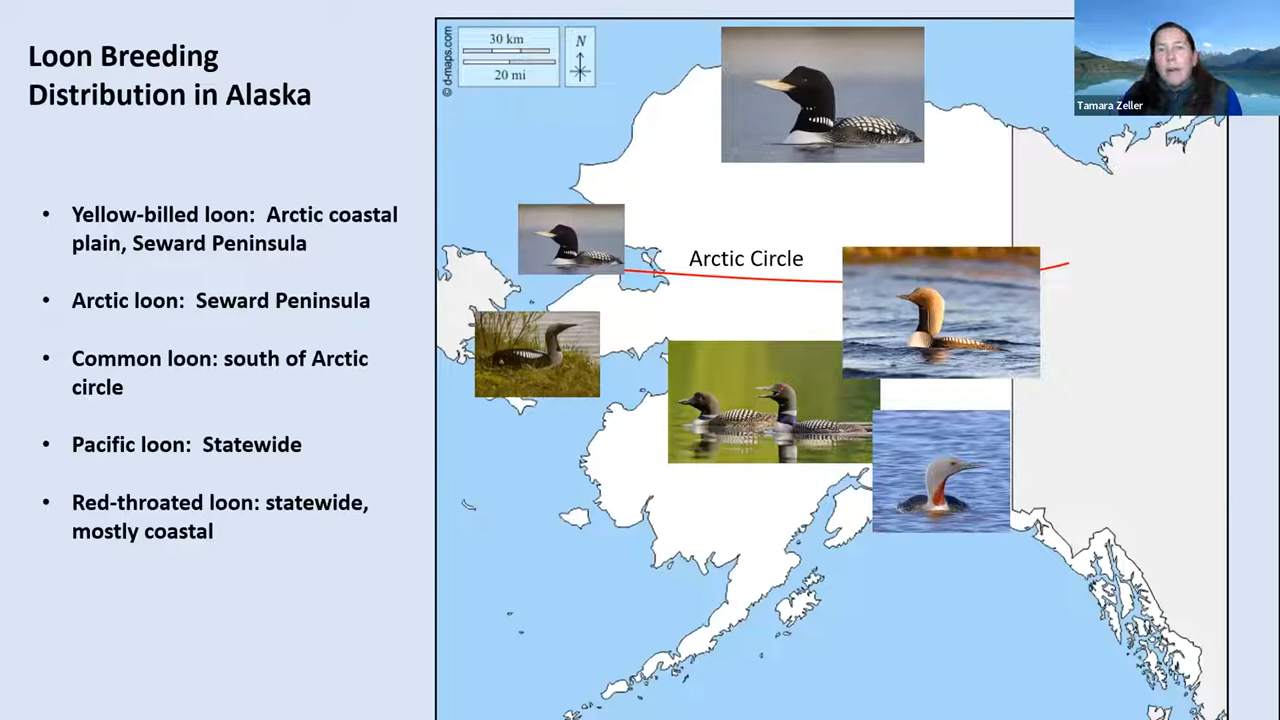 Loon Breeding
Distribution in Alaska
• Yellow-billed loon:  Arctic coastal
plain, Seward Peninsula
• Arctic loon:  Seward Peninsula
• Common loon: south of Arctic
circle
• Pacific loon:  Statewide
• Red-throated loon: statewide,
mostly coastal
© d-maps.com
30 km
20 mi
N
Arctic Circle
Tamara Zeller